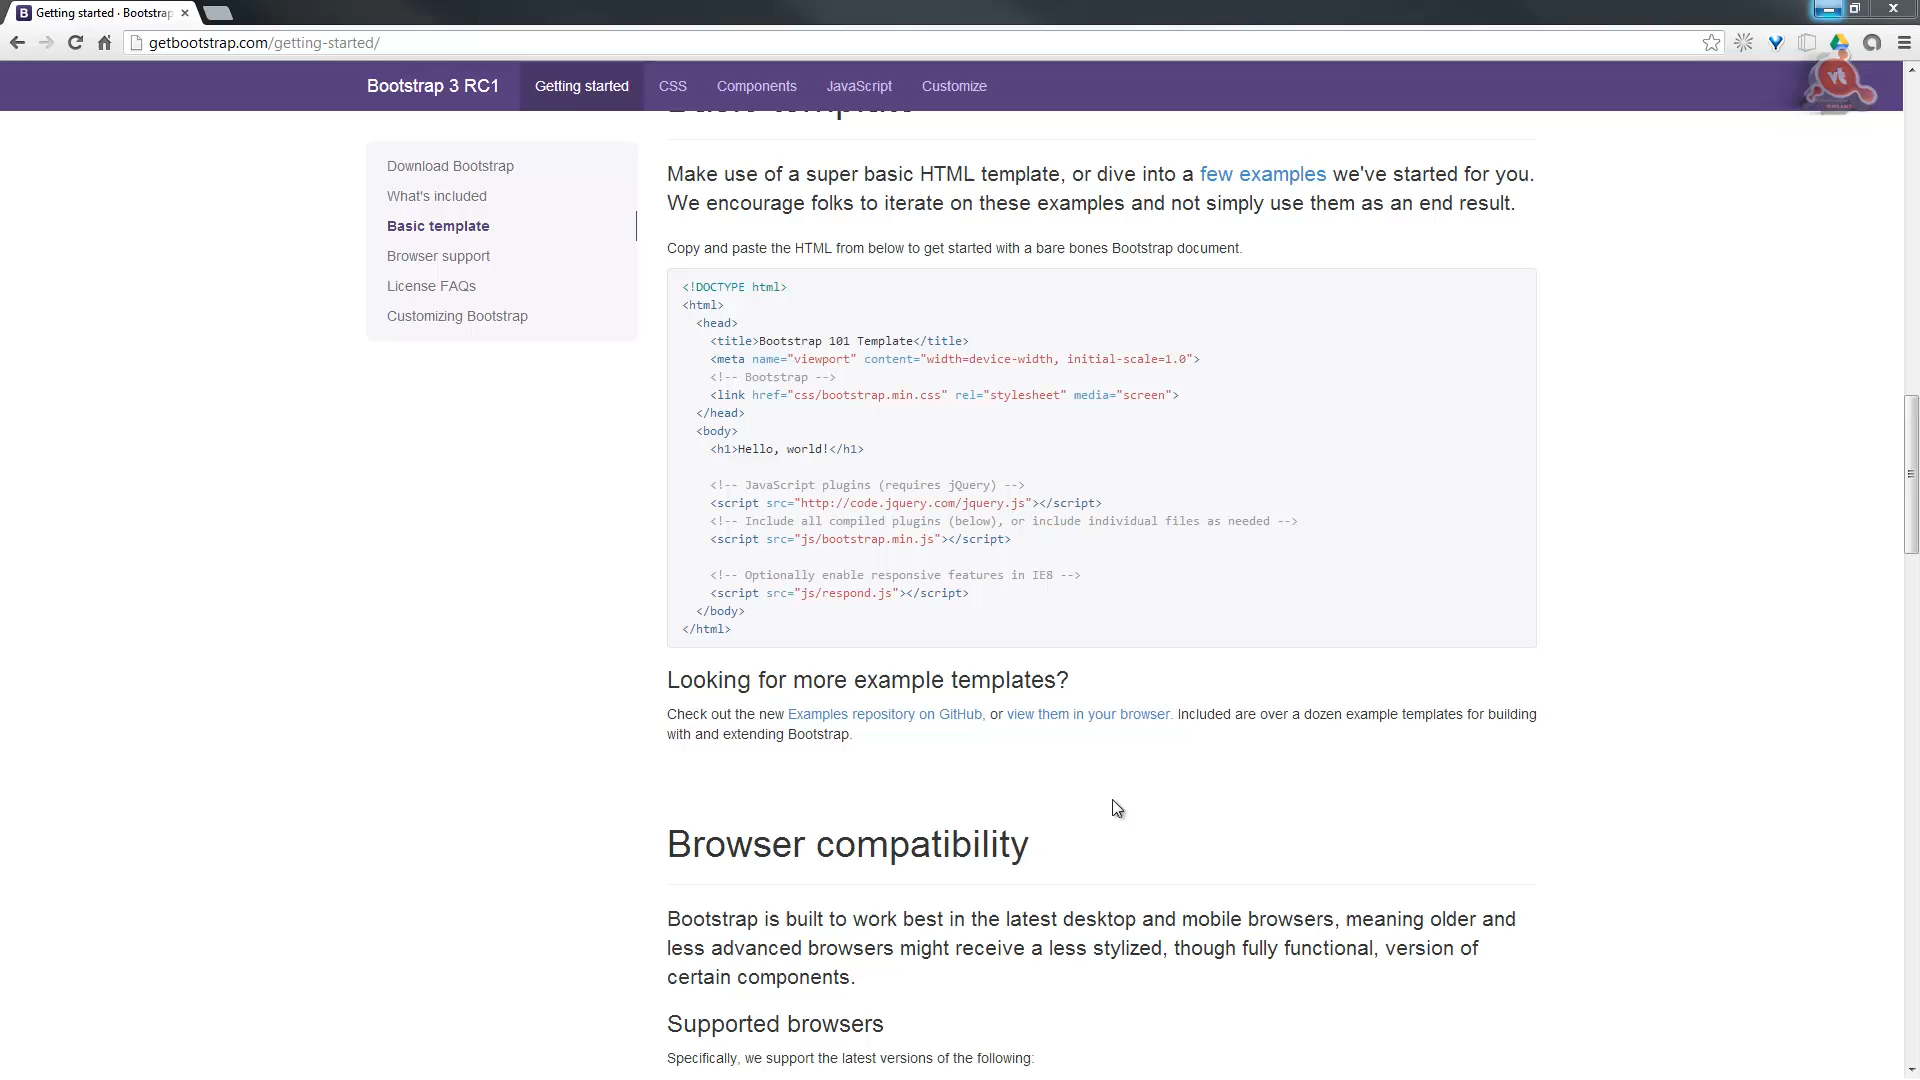 Getting started · Bootstrap
getbootstrap.com/getting-started/
Bootstrap 3 RC1 Getting started CSS Components JavaScript Customize
Download Bootstrap
What's included
Basic template
Browser support
License FAQs
Customizing Bootstrap
Make use of a super basic HTML template, or dive into a few examples we've started for you.
We encourage folks to iterate on these examples and not simply use them as an end result.
Copy and paste the HTML from below to get started with a bare bones Bootstrap document.
<!DOCTYPE html>
<html>
  <head>
    <title>Bootstrap 101 Template</title>
    <meta name="viewport" content="width=device-width, initial-scale=1.0">
    <!-- Bootstrap -->
    <link href="css/bootstrap.min.css" rel="stylesheet" media="screen">
  </head>
  <body>
    <h1>Hello, world!</h1>
    <!-- JavaScript plugins (requires jQuery) -->
    <script src="http://code.jquery.com/jquery.js"></script>
    <!-- Include all compiled plugins (below), or include individual files as needed -->
    <script src="js/bootstrap.min.js"></script>
    <!-- Optionally enable responsive features in IE8 -->
    <script src="js/respond.js"></script>
  </body>
</html>
Looking for more example templates?
Check out the new Examples repository on GitHub, or view them in your browser. Included are over a dozen example templates for building
with and extending Bootstrap.
Browser compatibility
Bootstrap is built to work best in the latest desktop and mobile browsers, meaning older and
less advanced browsers might receive a less stylized, though fully functional, version of
certain components.
Supported browsers
Specifically, we support the latest versions of the following: